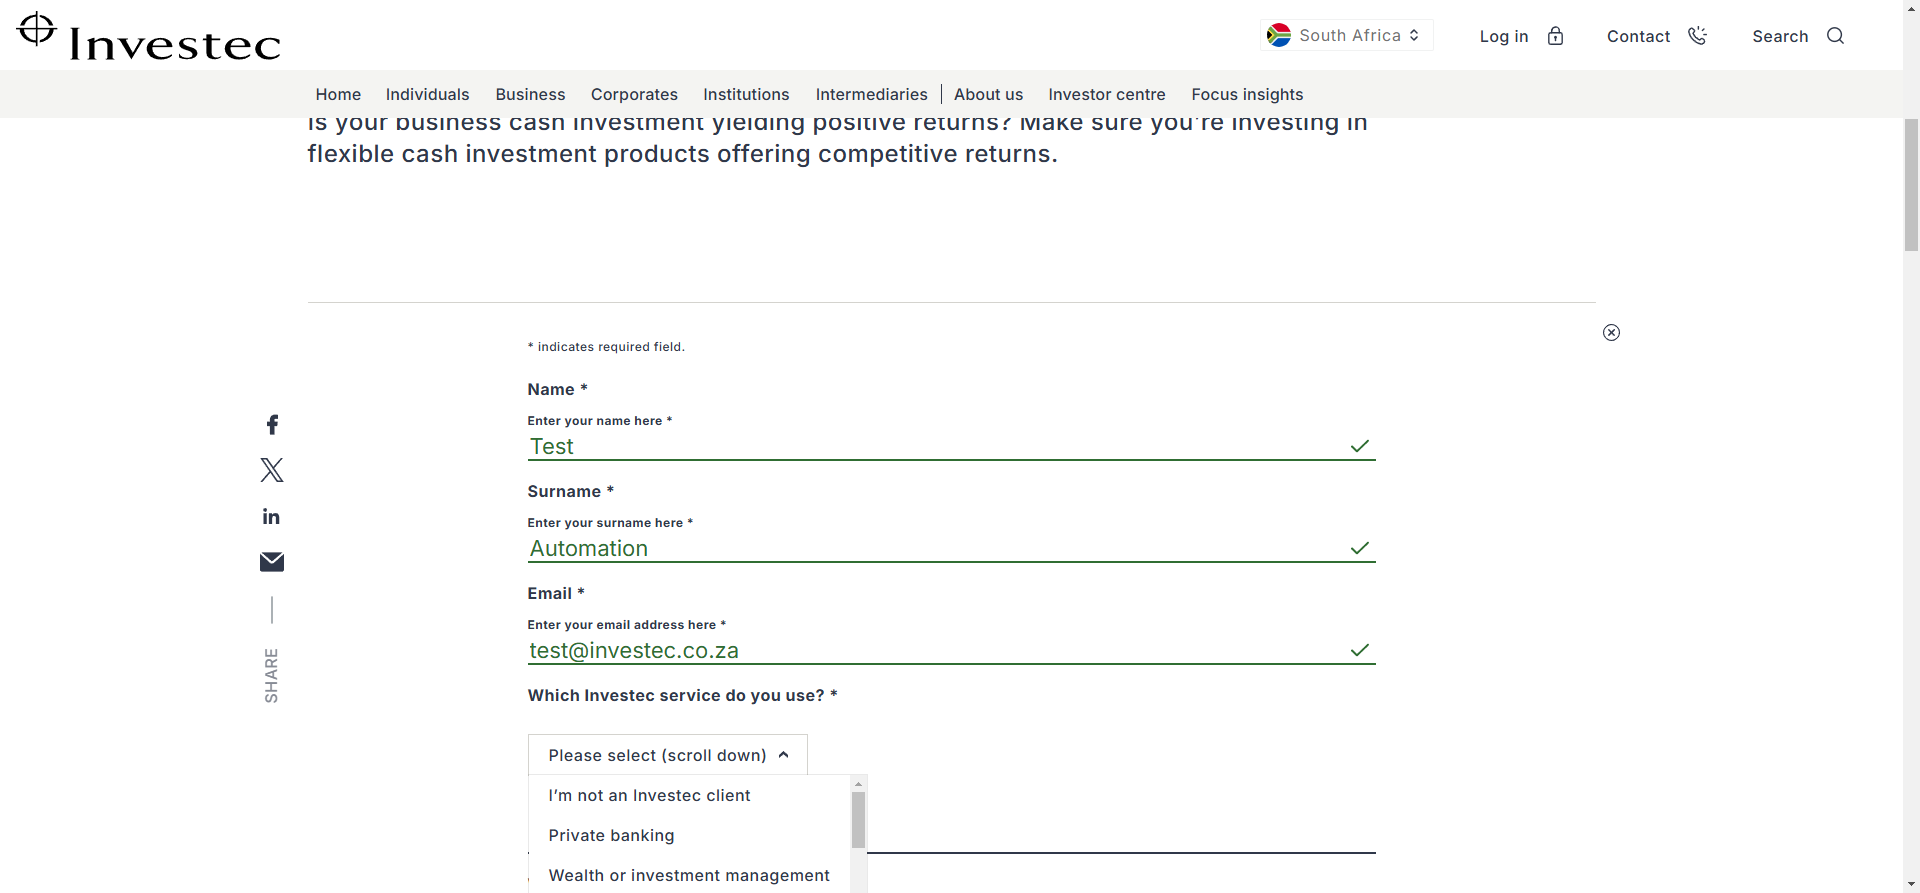 Investec
South Africa
Log in
Contact
Search
Home Individuals Business Corporates Institutions Intermediaries About us Investor centre Focus insights
Is your business cash investment yielding positive returns? Make sure you're investing in
flexible cash investment products offering competitive returns.
* indicates required field.
Name *
Enter your name here *
Test
Surname *
Enter your surname here *
Automation
Email *
Enter your email address here *
test@investec.co.za
Which Investec service do you use? *
Please select (scroll down)
I’m not an Investec client
Private banking
Wealth or investment management
SHARE